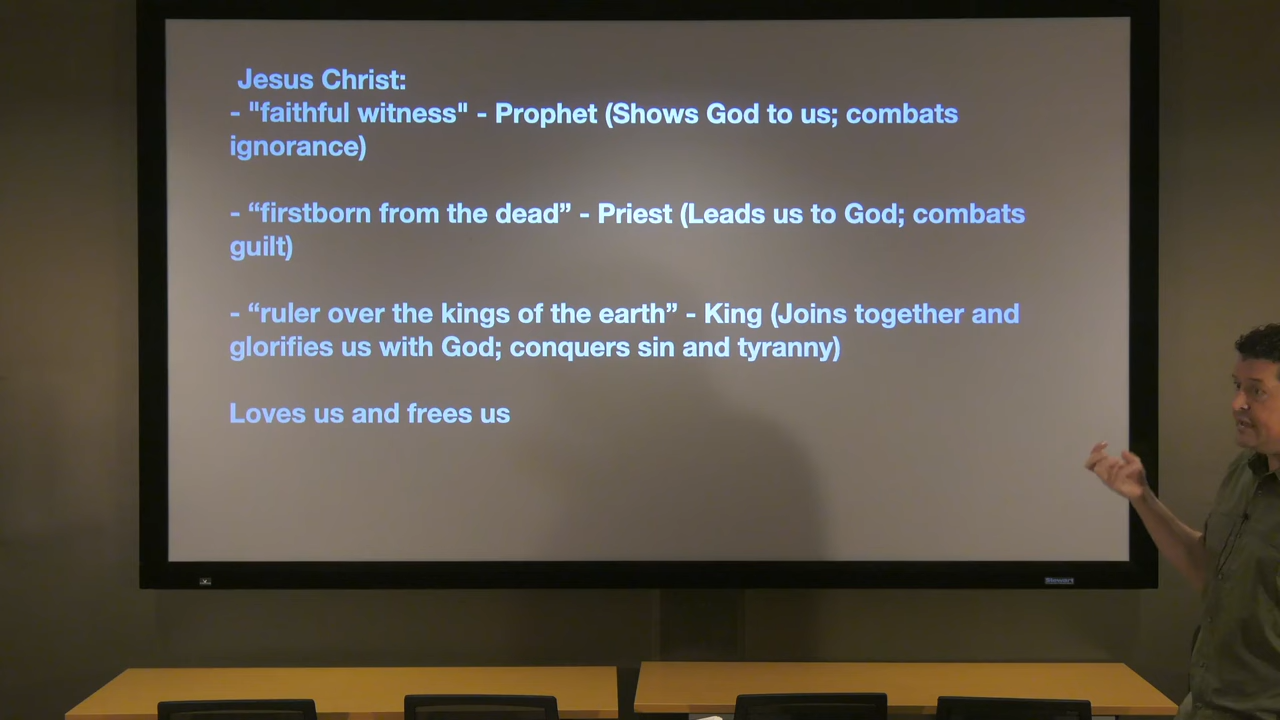 Jesus Christ:
- "faithful witness" - Prophet (Shows God to us; combats
ignorance)
- “firstborn from the dead” - Priest (Leads us to God; combats
guilt)
- “ruler over the kings of the earth” - King (Joins together and
glorifies us with God; conquers sin and tyranny)
Loves us and frees us